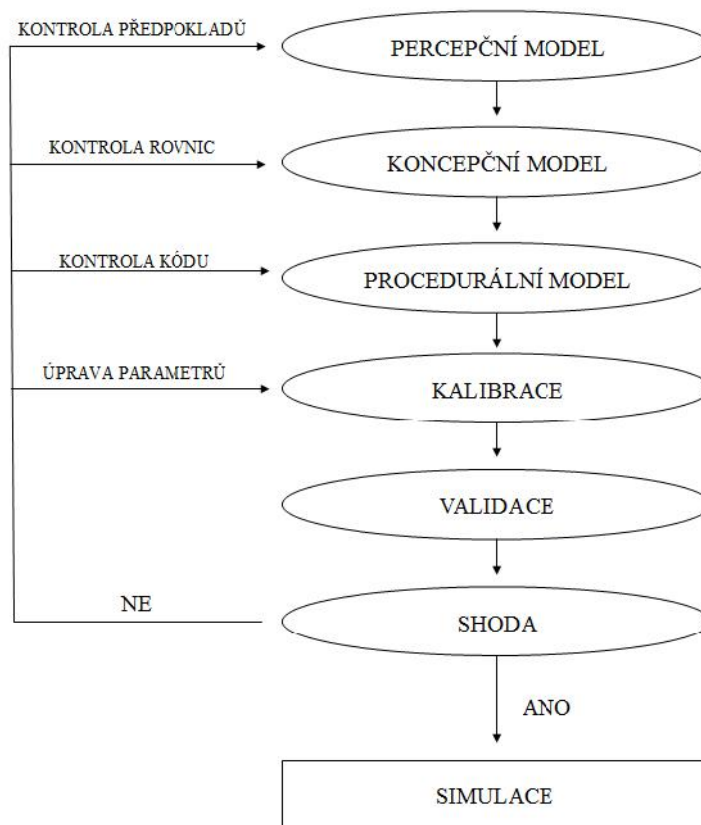 KONTROLA PŘEDPOKLADŮ
PERCEPČNÍ MODEL
KONTROLA ROVNIC
KONCEPČNÍ MODEL
KONTROLA KÓDU
PROCEDURÁLNÍ MODEL
ÚPRAVA PARAMETRŮ
KALIBRACE
VALIDACE
NE
SHODA
ANO
SIMULACE